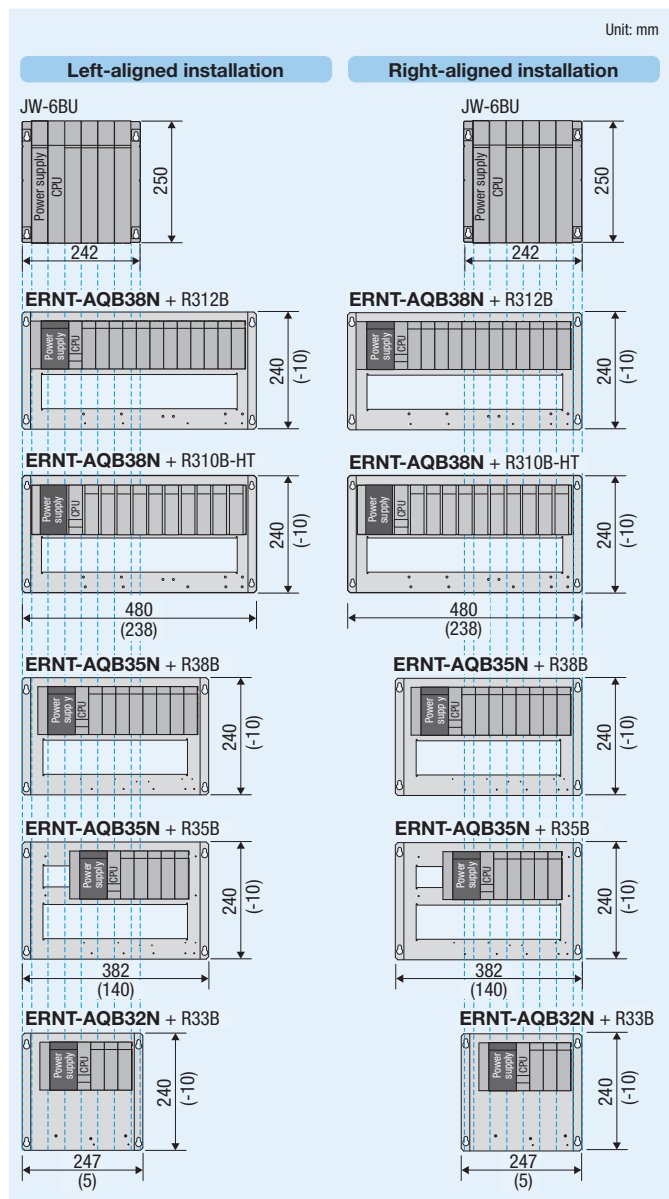 Unit: mm
Left-aligned installation
Right-aligned installation
JW-6BU
JW-6BU
Power supply
CPU
250
242
Power supply
CPU
250
242
ERNT-AQB38N + R312B
ERNT-AQB38N + R312B
Power
supply
CPU
240
(-10)
Power
supply
CPU
240
(-10)
ERNT-AQB38N + R310B-HT
ERNT-AQB38N + R310B-HT
Power
supply
CPU
240
(-10)
480
(238)
Power
supply
CPU
240
(-10)
480
(238)
ERNT-AQB35N + R38B
ERNT-AQB35N + R38B
Power
supp y
CPU
240
(-10)
Power
supp y
CPU
240
(-10)
ERNT-AQB35N + R35B
ERNT-AQB35N + R35B
Power
supply
CPU
240
(-10)
382
(140)
Power
supply
CPU
240
(-10)
382
(140)
ERNT-AQB32N + R33B
ERNT-AQB32N + R33B
Power
supply
CPU
240
(-10)
247
(5)
Power
supply
CPU
240
(-10)
247
(5)